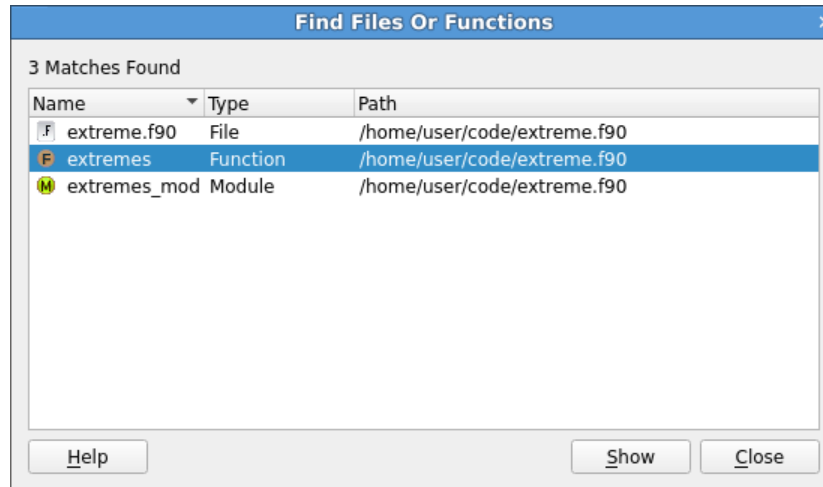 Find Files Or Functions
3 Matches Found
Name Type Path
.F extreme.f90 File /home/user/code/extreme.f90
F extremes Function /home/user/code/extreme.f90
M extremes_mod Module /home/user/code/extreme.f90
Help Show Close